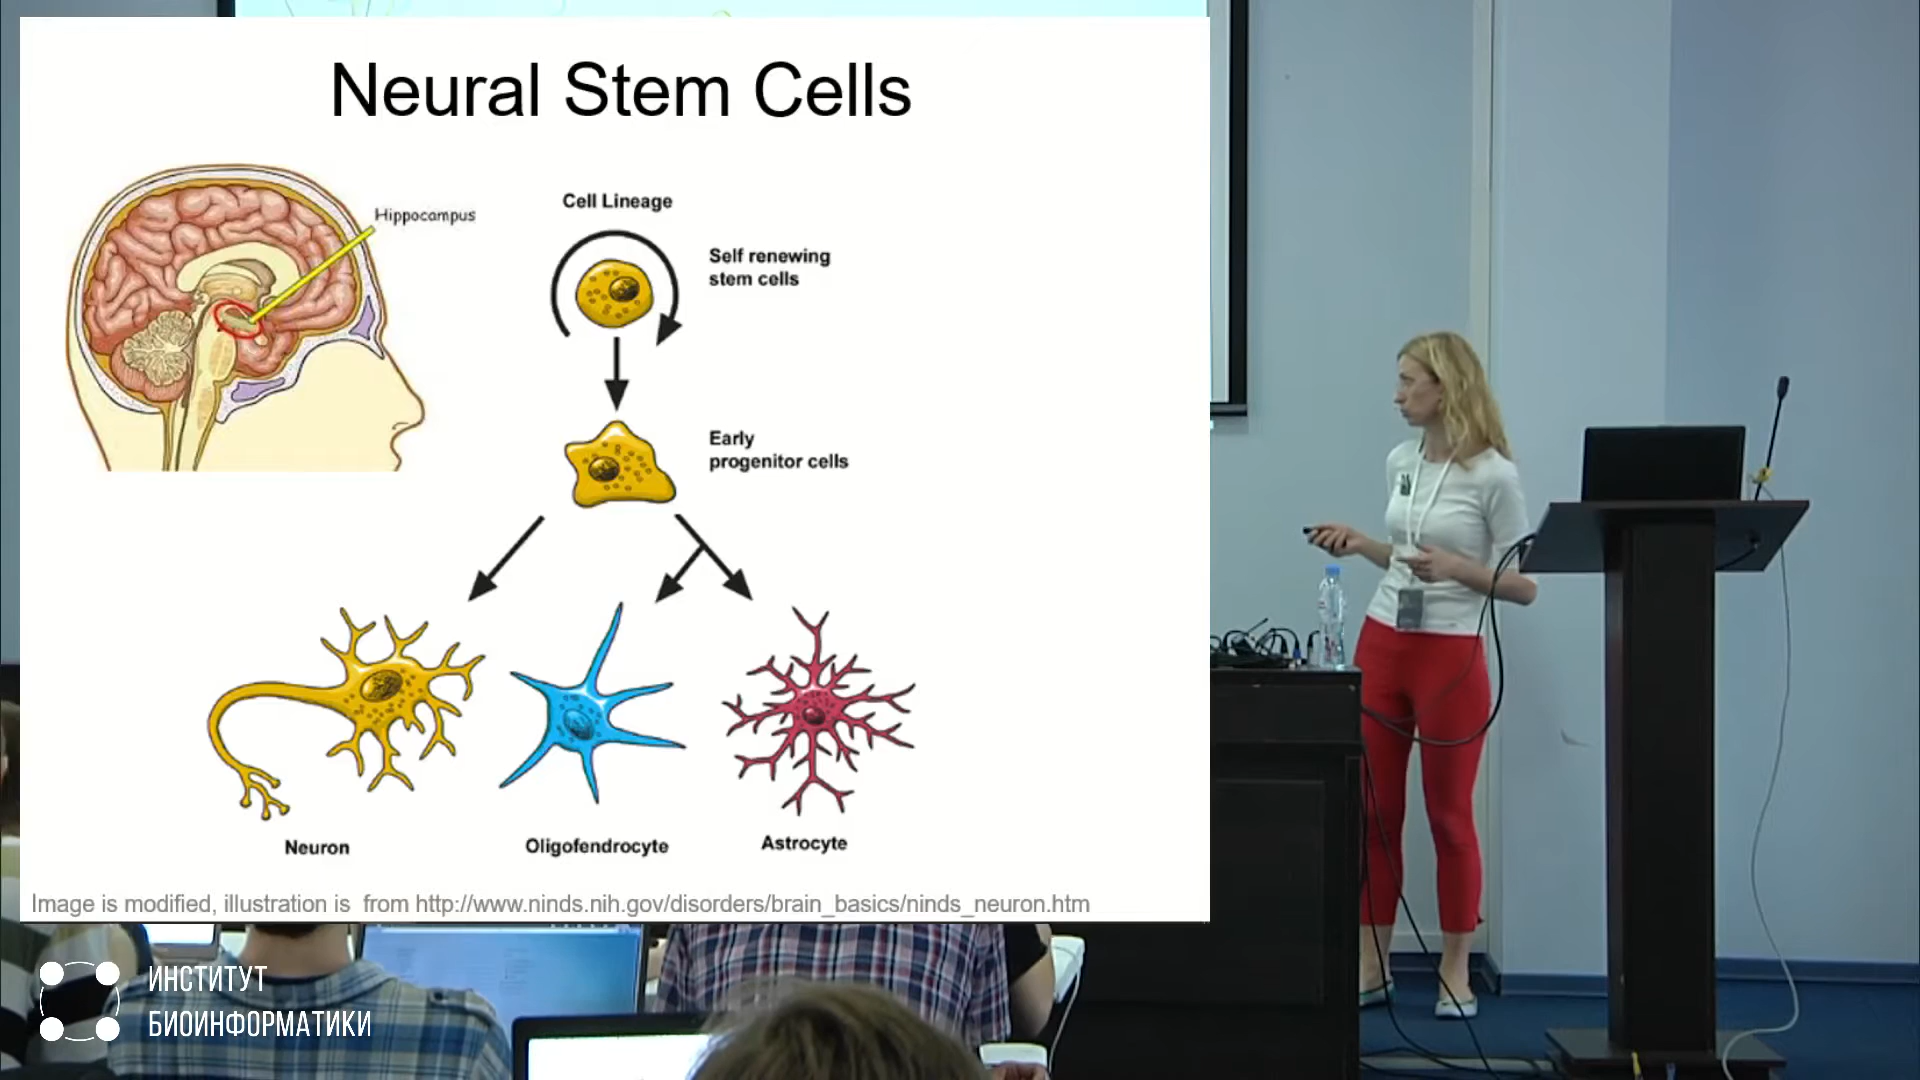 Neural Stem Cells
Hippocampus
Cell Lineage
Self renewing
stem cells
Early
progenitor cells
Neuron
Oligofendrocyte
Astrocyte
Image is modified, illustration is  from http://www.ninds.nih.gov/disorders/brain_basics/ninds_neuron.htm
ИНСТИТУТ
БИОИНФОРМАТИКИ